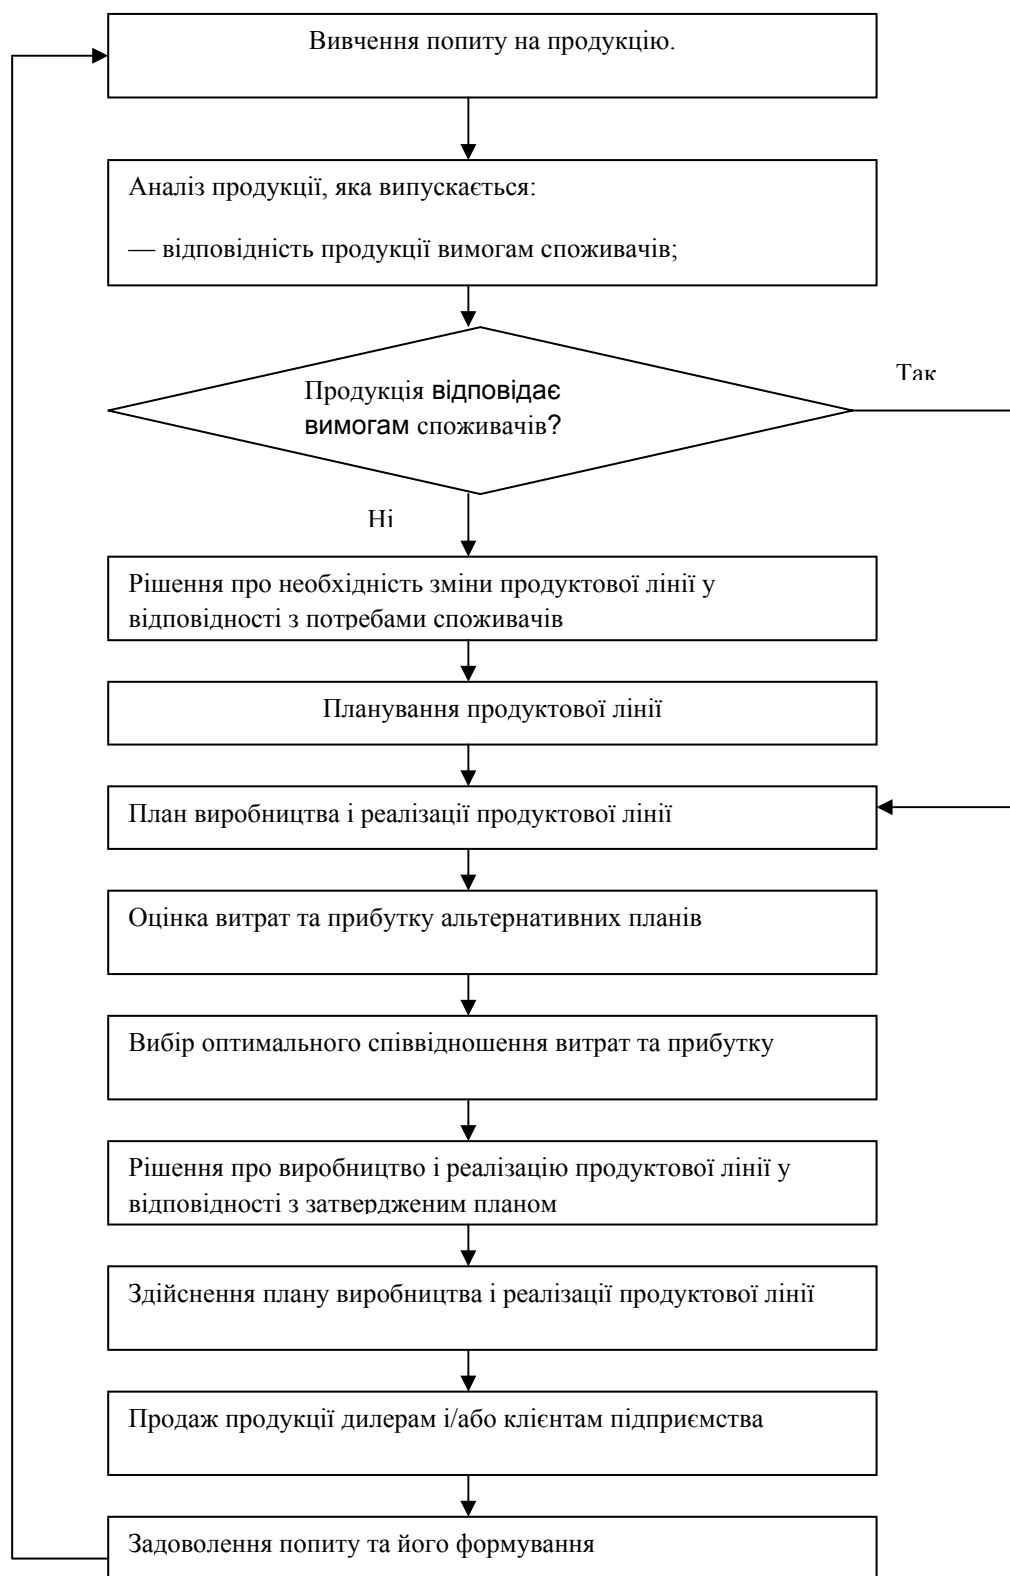 Вивчення попиту на продукцію.
Аналіз продукції, яка випускається:
— відповідність продукції вимогам споживачів;
Так
Продукція відповідає
вимогам споживачів?
Ні
Рішення про необхідність зміни продуктової лінії у
відповідності з потребами споживачів
Планування продуктової лінії
План виробництва і реалізації продуктової лінії
Оцінка витрат та прибутку альтернативних планів
Вибір оптимального співвідношення витрат та прибутку
Рішення про виробництво і реалізацію продуктової лінії у
відповідності з затвердженим планом
Здійснення плану виробництва і реалізації продуктової лінії
Продаж продукції дилерам і/або клієнтам підприємства
Задоволення попиту та його формування